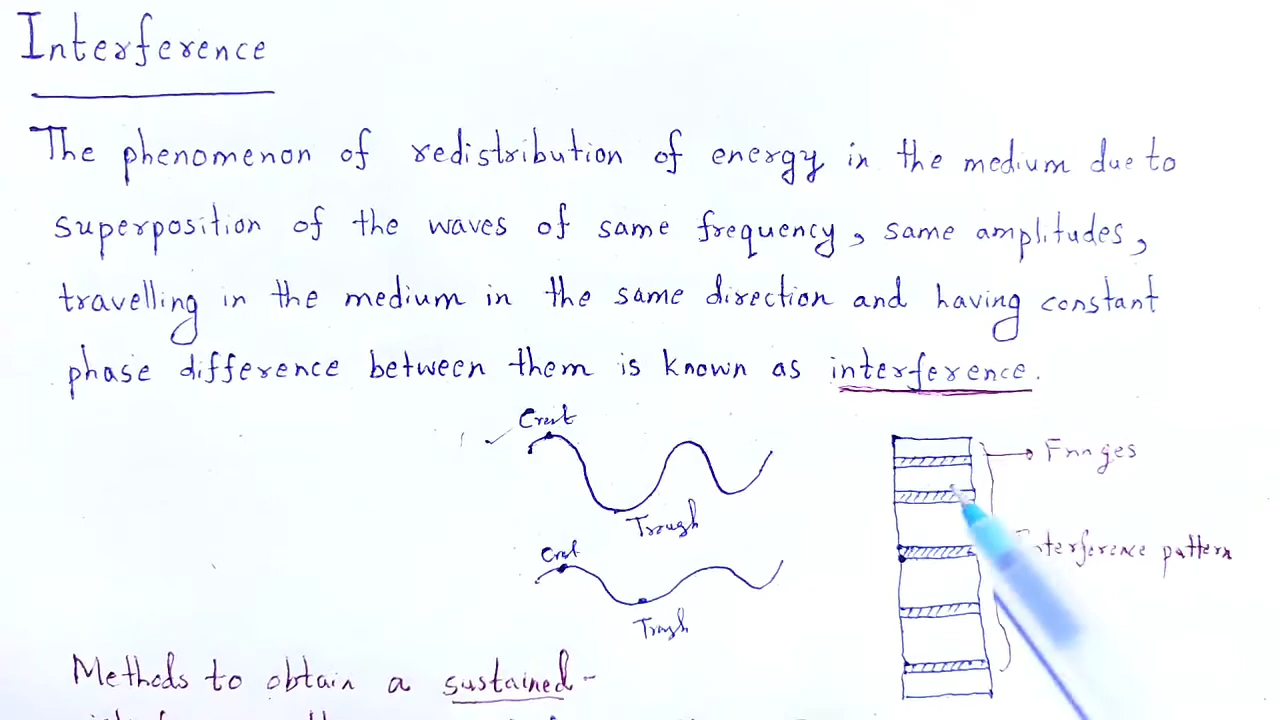 Interference
The phenomenon of redistribution of energy in the medium due to
superposition of the waves of same frequency, same amplitudes,
travelling in the medium in the same direction and having constant
phase difference between them is known as interference.
Crest
Trough
Crest
Trough
Fringes
Interference pattern
Methods to obtain a sustained-